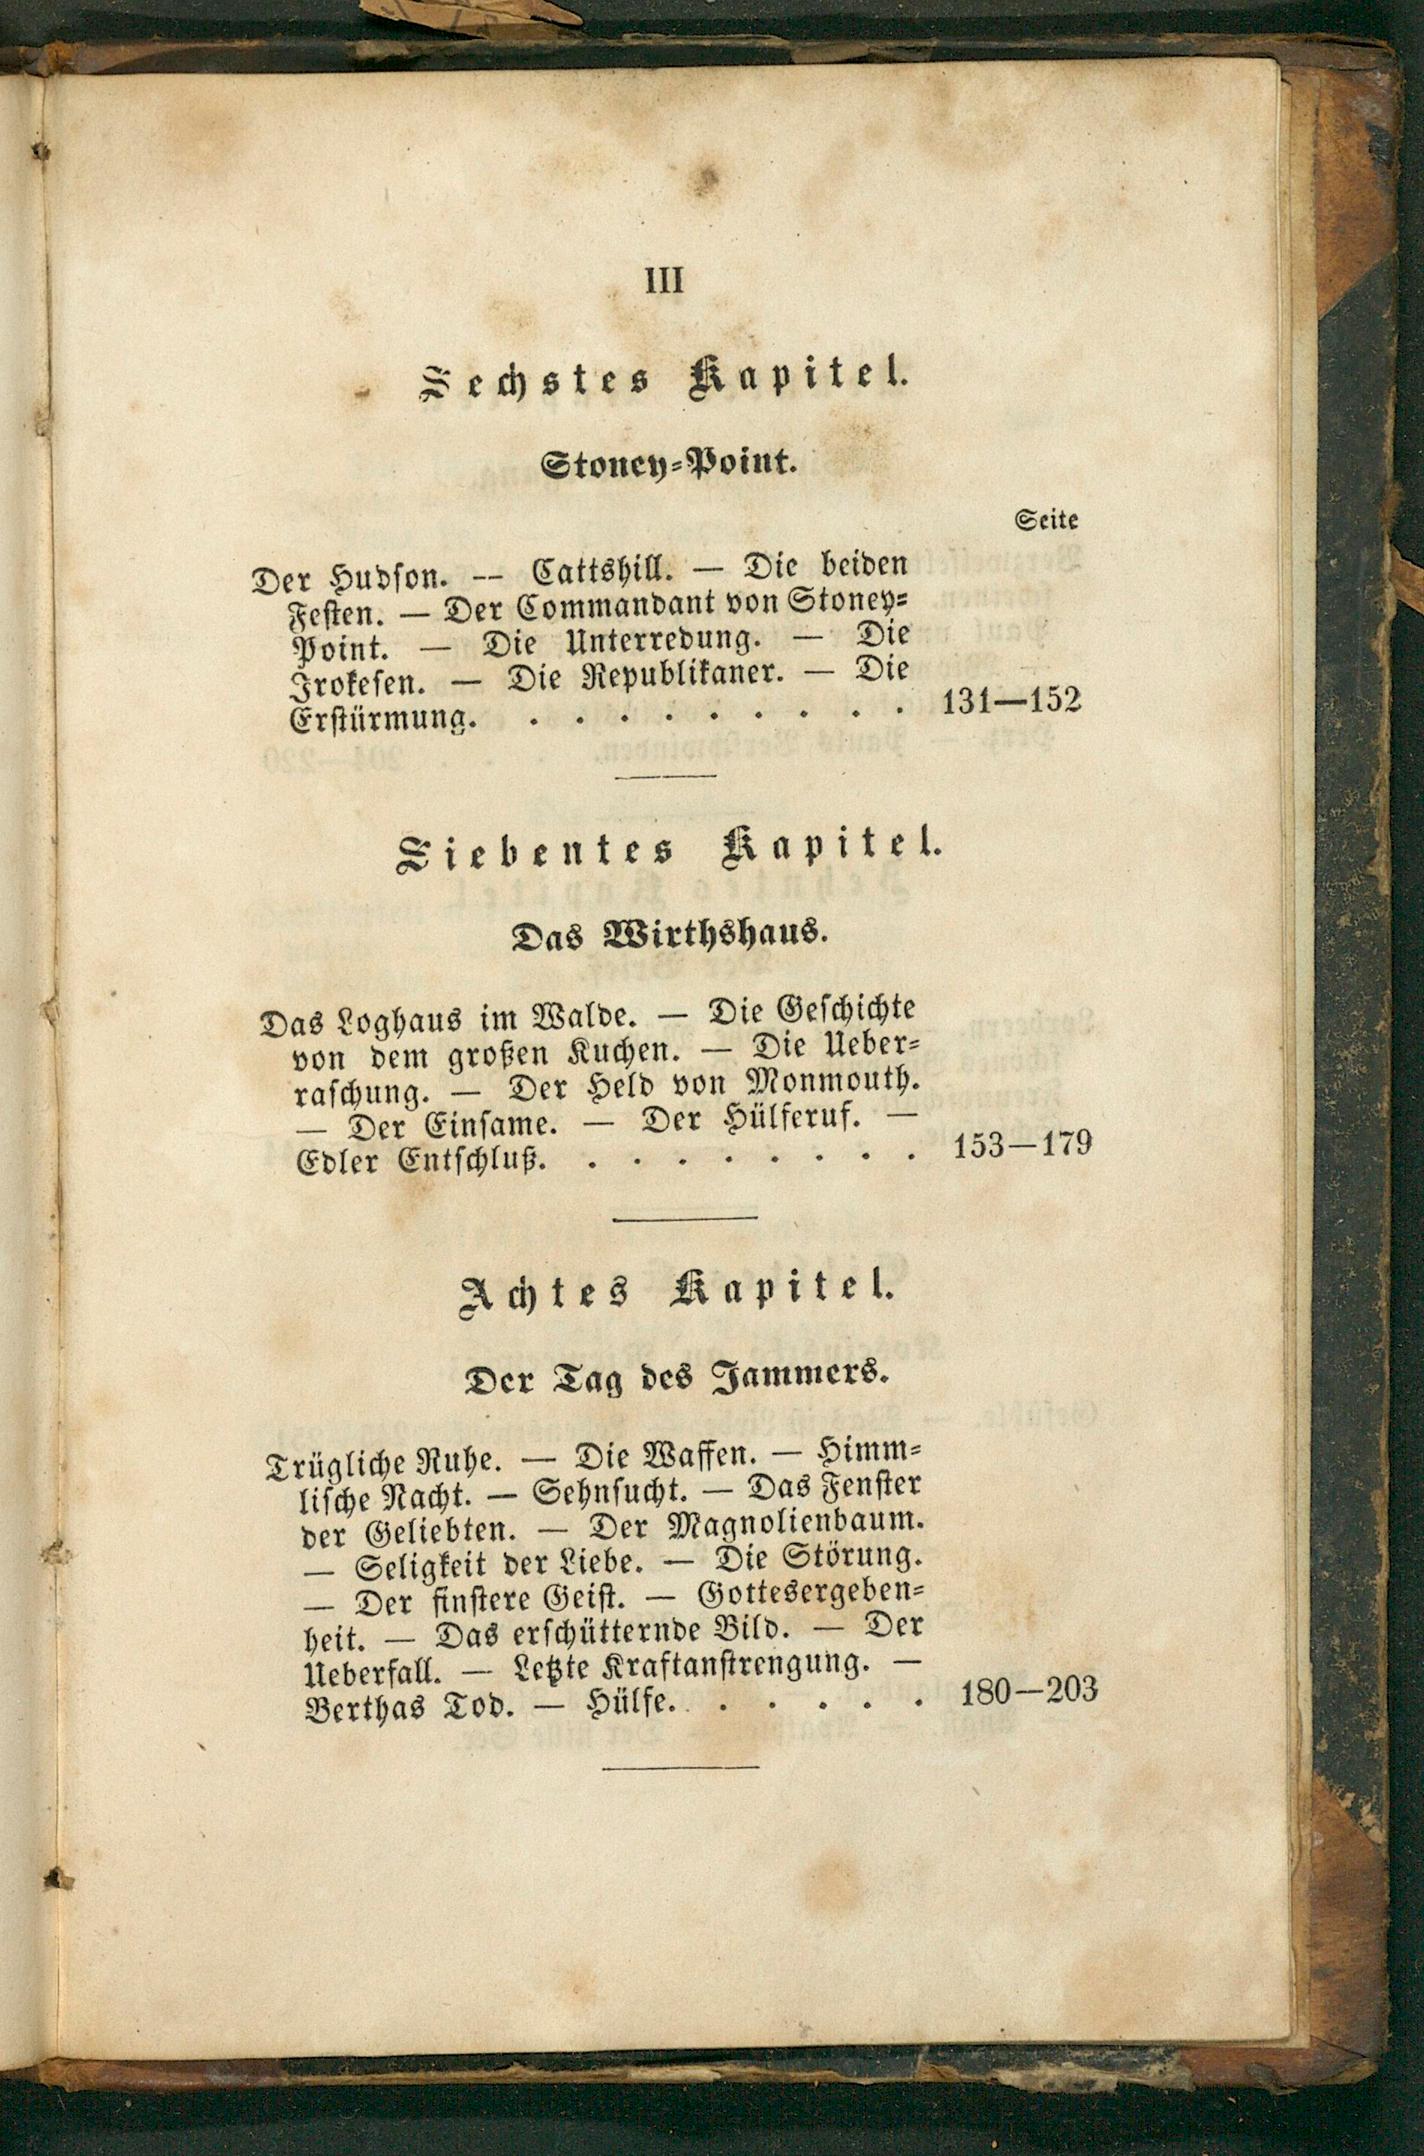 III
Sechstes Kapitel.
Stoney-Point.
Seite
Der Hudson. — Cattshill. — Die beiden
Festen. — Der Commandant von Stoney-
Point. — Die Unterredung. — Die
Irokesen. — Die Republikaner. — Die
Erstürmung. . . . . . . . . . 131—152
Siebentes Kapitel.
Das Wirthshaus.
Das Loghaus im Walde. — Die Geschichte
von dem großen Kuchen. — Die Ueber-
raschung. — Der Held von Monmouth.
— Der Einsame. — Der Hülferuf. —
Edler Entschluß. . . . . . . . . 153—179
Achtes Kapitel.
Der Tag des Jammers.
Trügliche Ruhe. — Die Waffen. — Himm-
lische Nacht. — Sehnsucht. — Das Fenster
der Geliebten. — Der Magnolienbaum.
— Seligkeit der Liebe. — Die Störung.
— Der finstere Geist. — Gottesergeben-
heit. — Das erschütternde Bild. — Der
Ueberfall. — Letzte Kraftanstrengung. —
Berthas Tod. — Hülfe. . . . . . 180—203